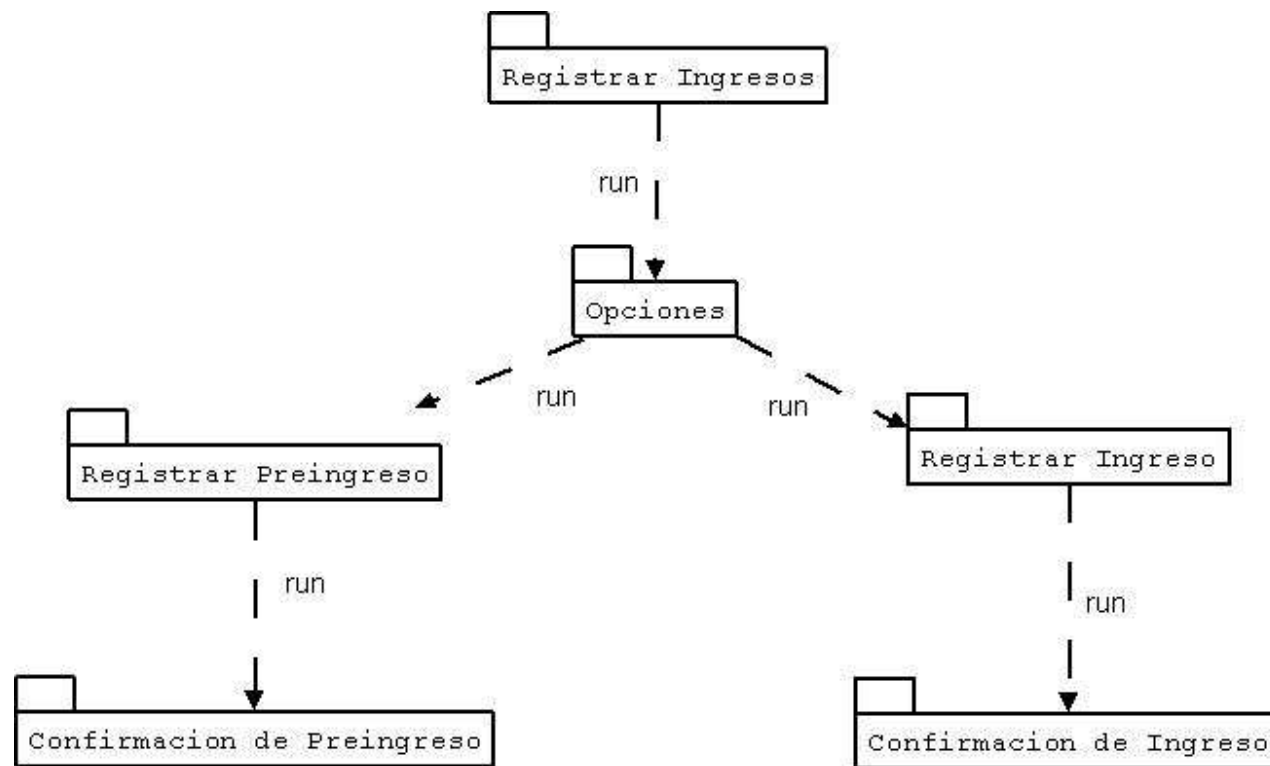 Registrar Ingresos
run
Opciones
run
run
Registrar Preingreso
Registrar Ingreso
run
run
Confirmacion de Preingreso
Confirmacion de Ingreso